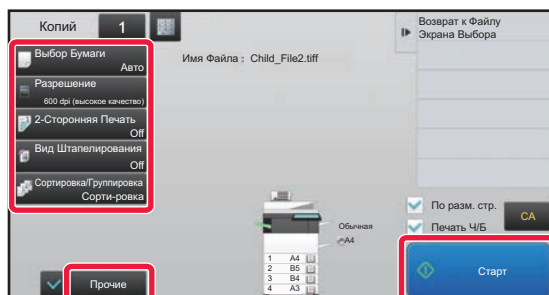 Копий 1
Выбор Бумаги
Авто
Разрешение
600 dpi (высокое качество)
2-Сторонняя Печать
Off
Вид Штапелирования
Off
Сортировка/Группировка
Сорти-ровка
Прочие
Имя Файла : Child_File2.tiff
Обычная
A4
1 A4
2 B5
3 B4
4 A3
Возврат к Файлу
Экрана Выбора
По разм. стр.
Печать Ч/Б
CA
Старт